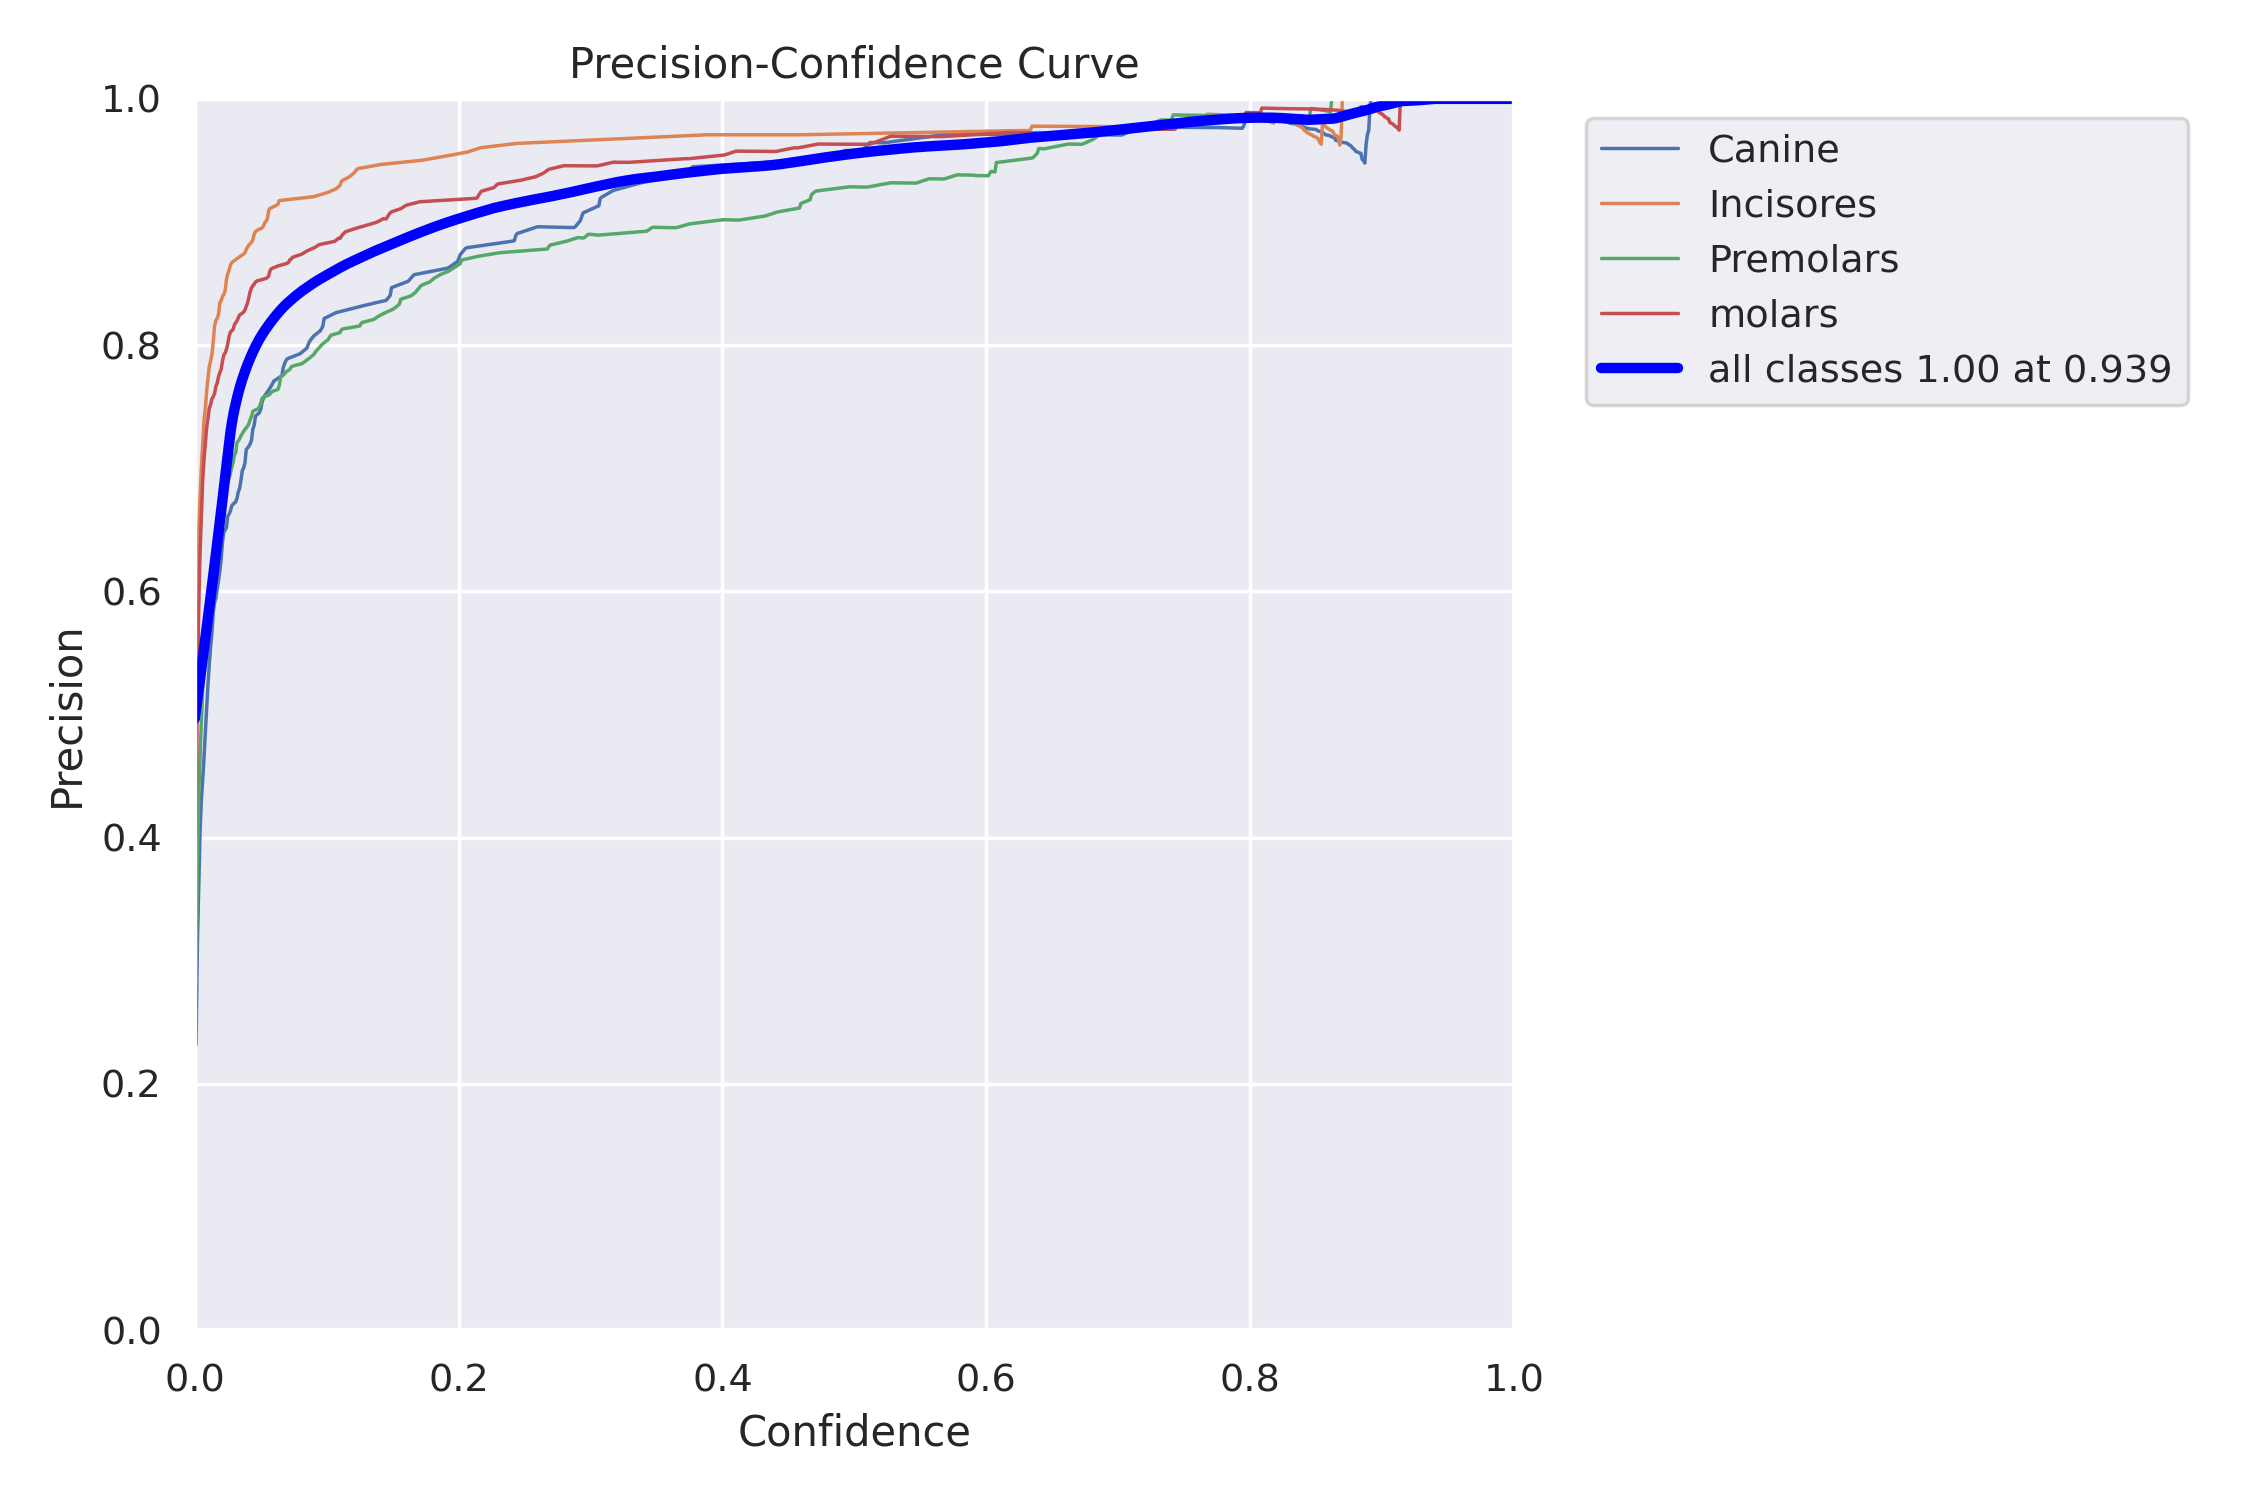 Precision-Confidence Curve
1.0
0.8
0.6
0.4
0.2
0.0
Precision
0.0 0.2 0.4 0.6 0.8 1.0
Confidence
Canine
Incisores
Premolars
molars
all classes 1.00 at 0.939